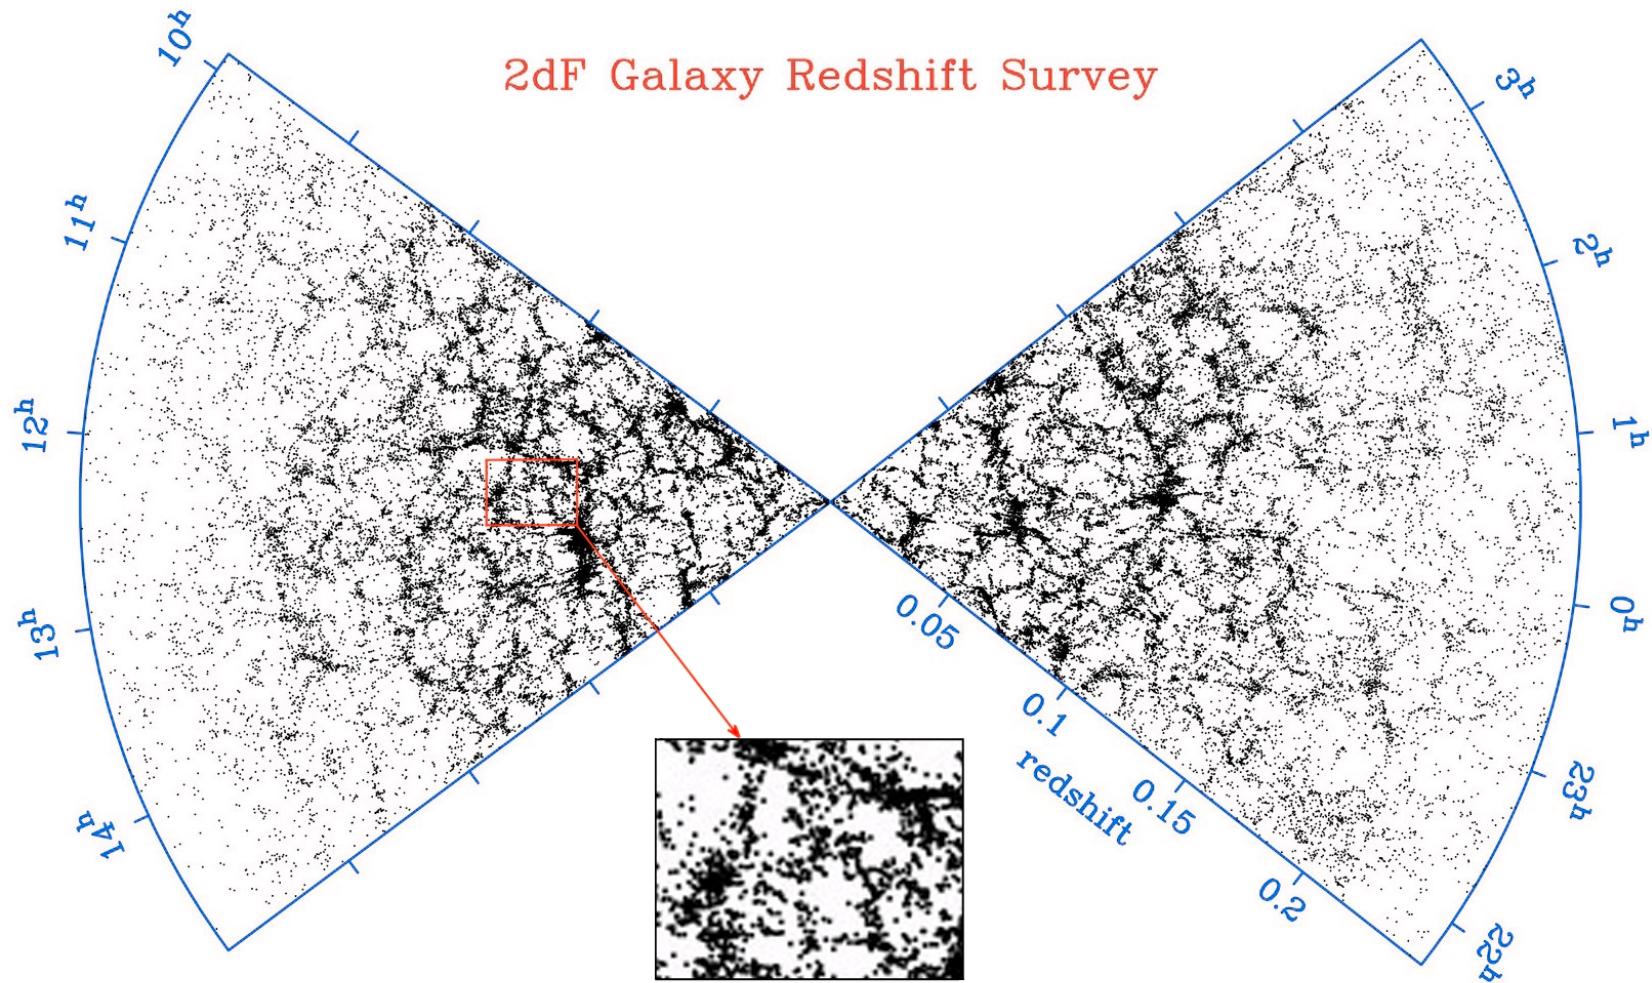 2dF Galaxy Redshift Survey
10h
11h
12h
13h
14h
3h
2h
1h
0h
23h
22h
0.05
0.1
0.15
0.2
redshift